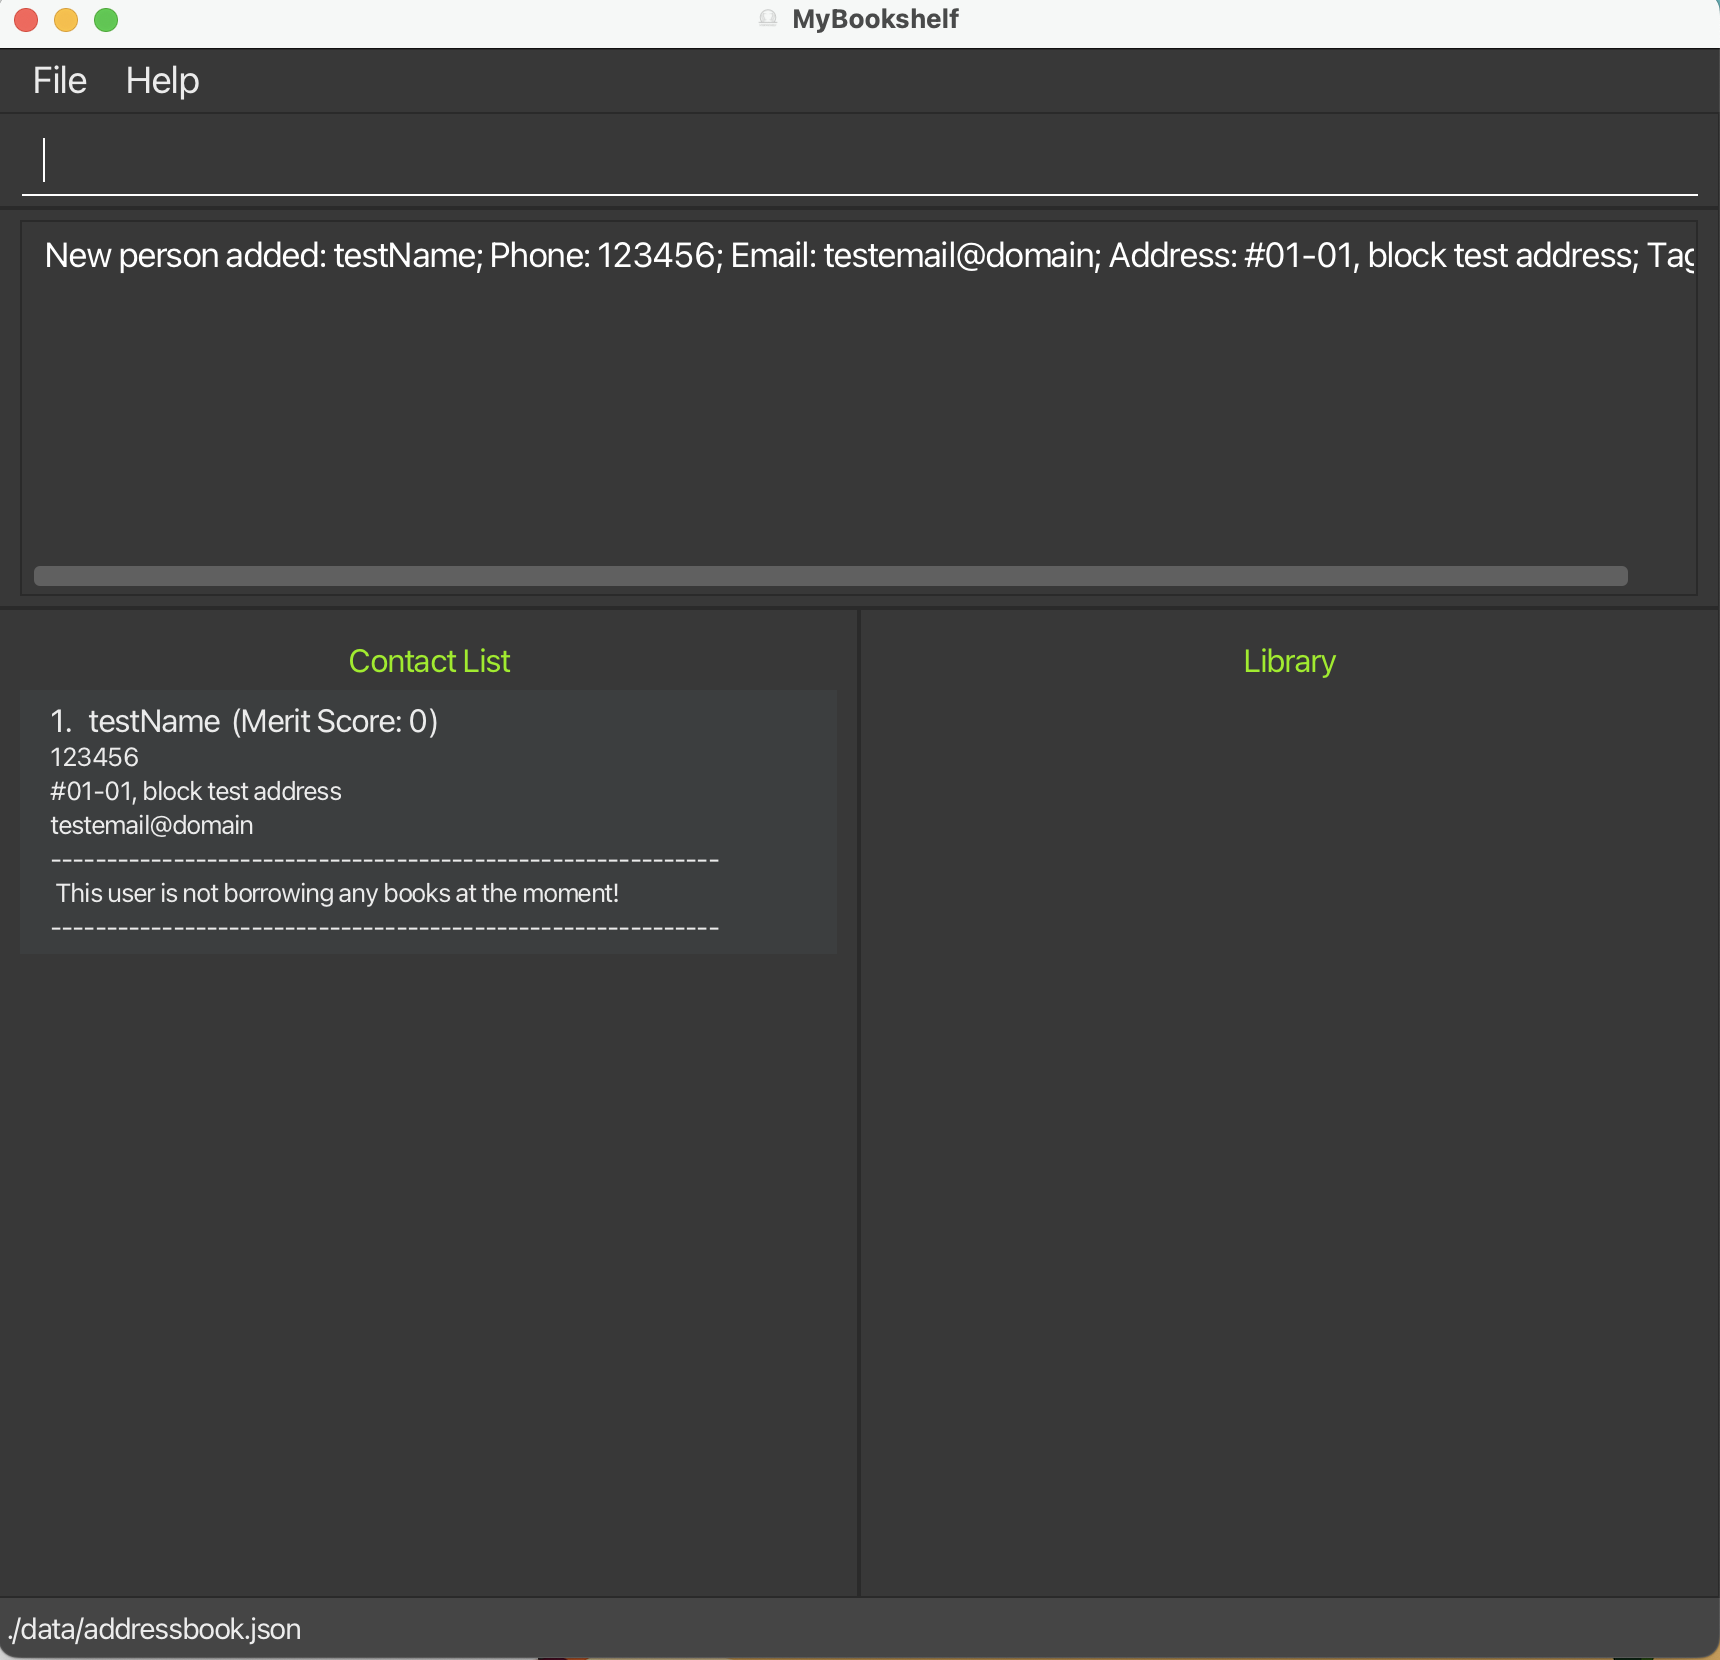 MyBookshelf
File Help
New person added: testName; Phone: 123456; Email: testemail@domain; Address: #01-01, block test address; Tag
Contact List
1. testName (Merit Score: 0)
123456
#01-01, block test address
testemail@domain
------------------------------------------------------------
This user is not borrowing any books at the moment!
------------------------------------------------------------
Library
./data/addressbook.json